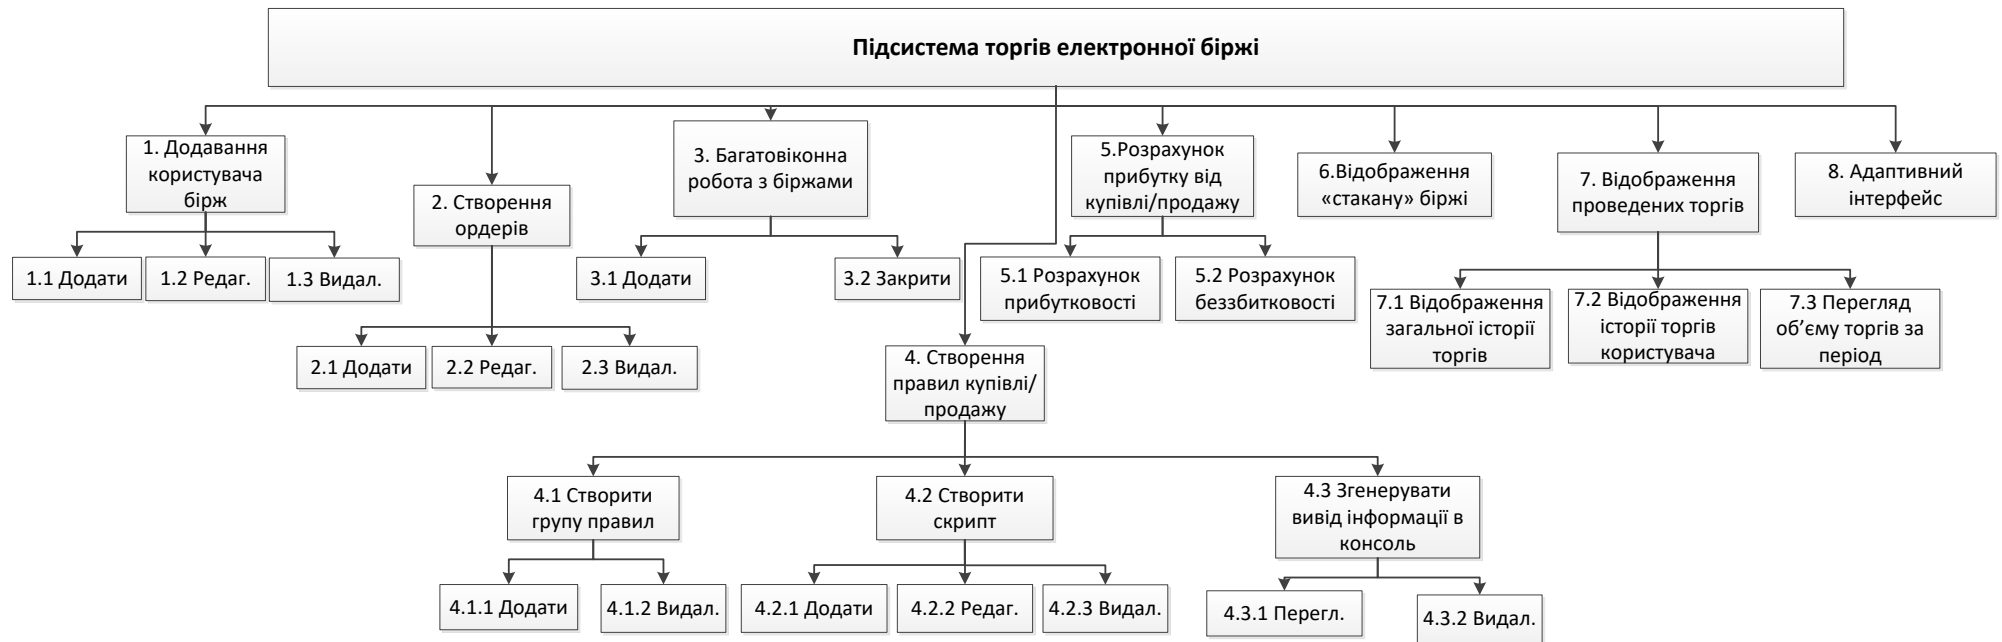 Підсистема торгів електронної біржі
1. Додавання
користувача
бірж
2. Створення
ордерів
3. Багатовіконна
робота з біржами
5.Розрахунок
прибутку від
купівлі/продажу
6.Відображення
«стакану» біржі
7. Відображення
проведених торгів
8. Адаптивний
інтерфейс
1.1 Додати
1.2 Редаг.
1.3 Видал.
3.1 Додати
3.2 Закрити
5.1 Розрахунок
прибутковості
5.2 Розрахунок
беззбитковості
7.1 Відображення
загальної історії
торгів
7.2 Відображення
історії торгів
користувача
7.3 Перегляд
об’єму торгів за
період
2.1 Додати
2.2 Редаг.
2.3 Видал.
4. Створення
правил купівлі/
продажу
4.1 Створити
групу правил
4.2 Створити
скрипт
4.3 Згенерувати
вивід інформації в
консоль
4.1.1 Додати
4.1.2 Видал.
4.2.1 Додати
4.2.2 Редаг.
4.2.3 Видал.
4.3.1 Перегл.
4.3.2 Видал.